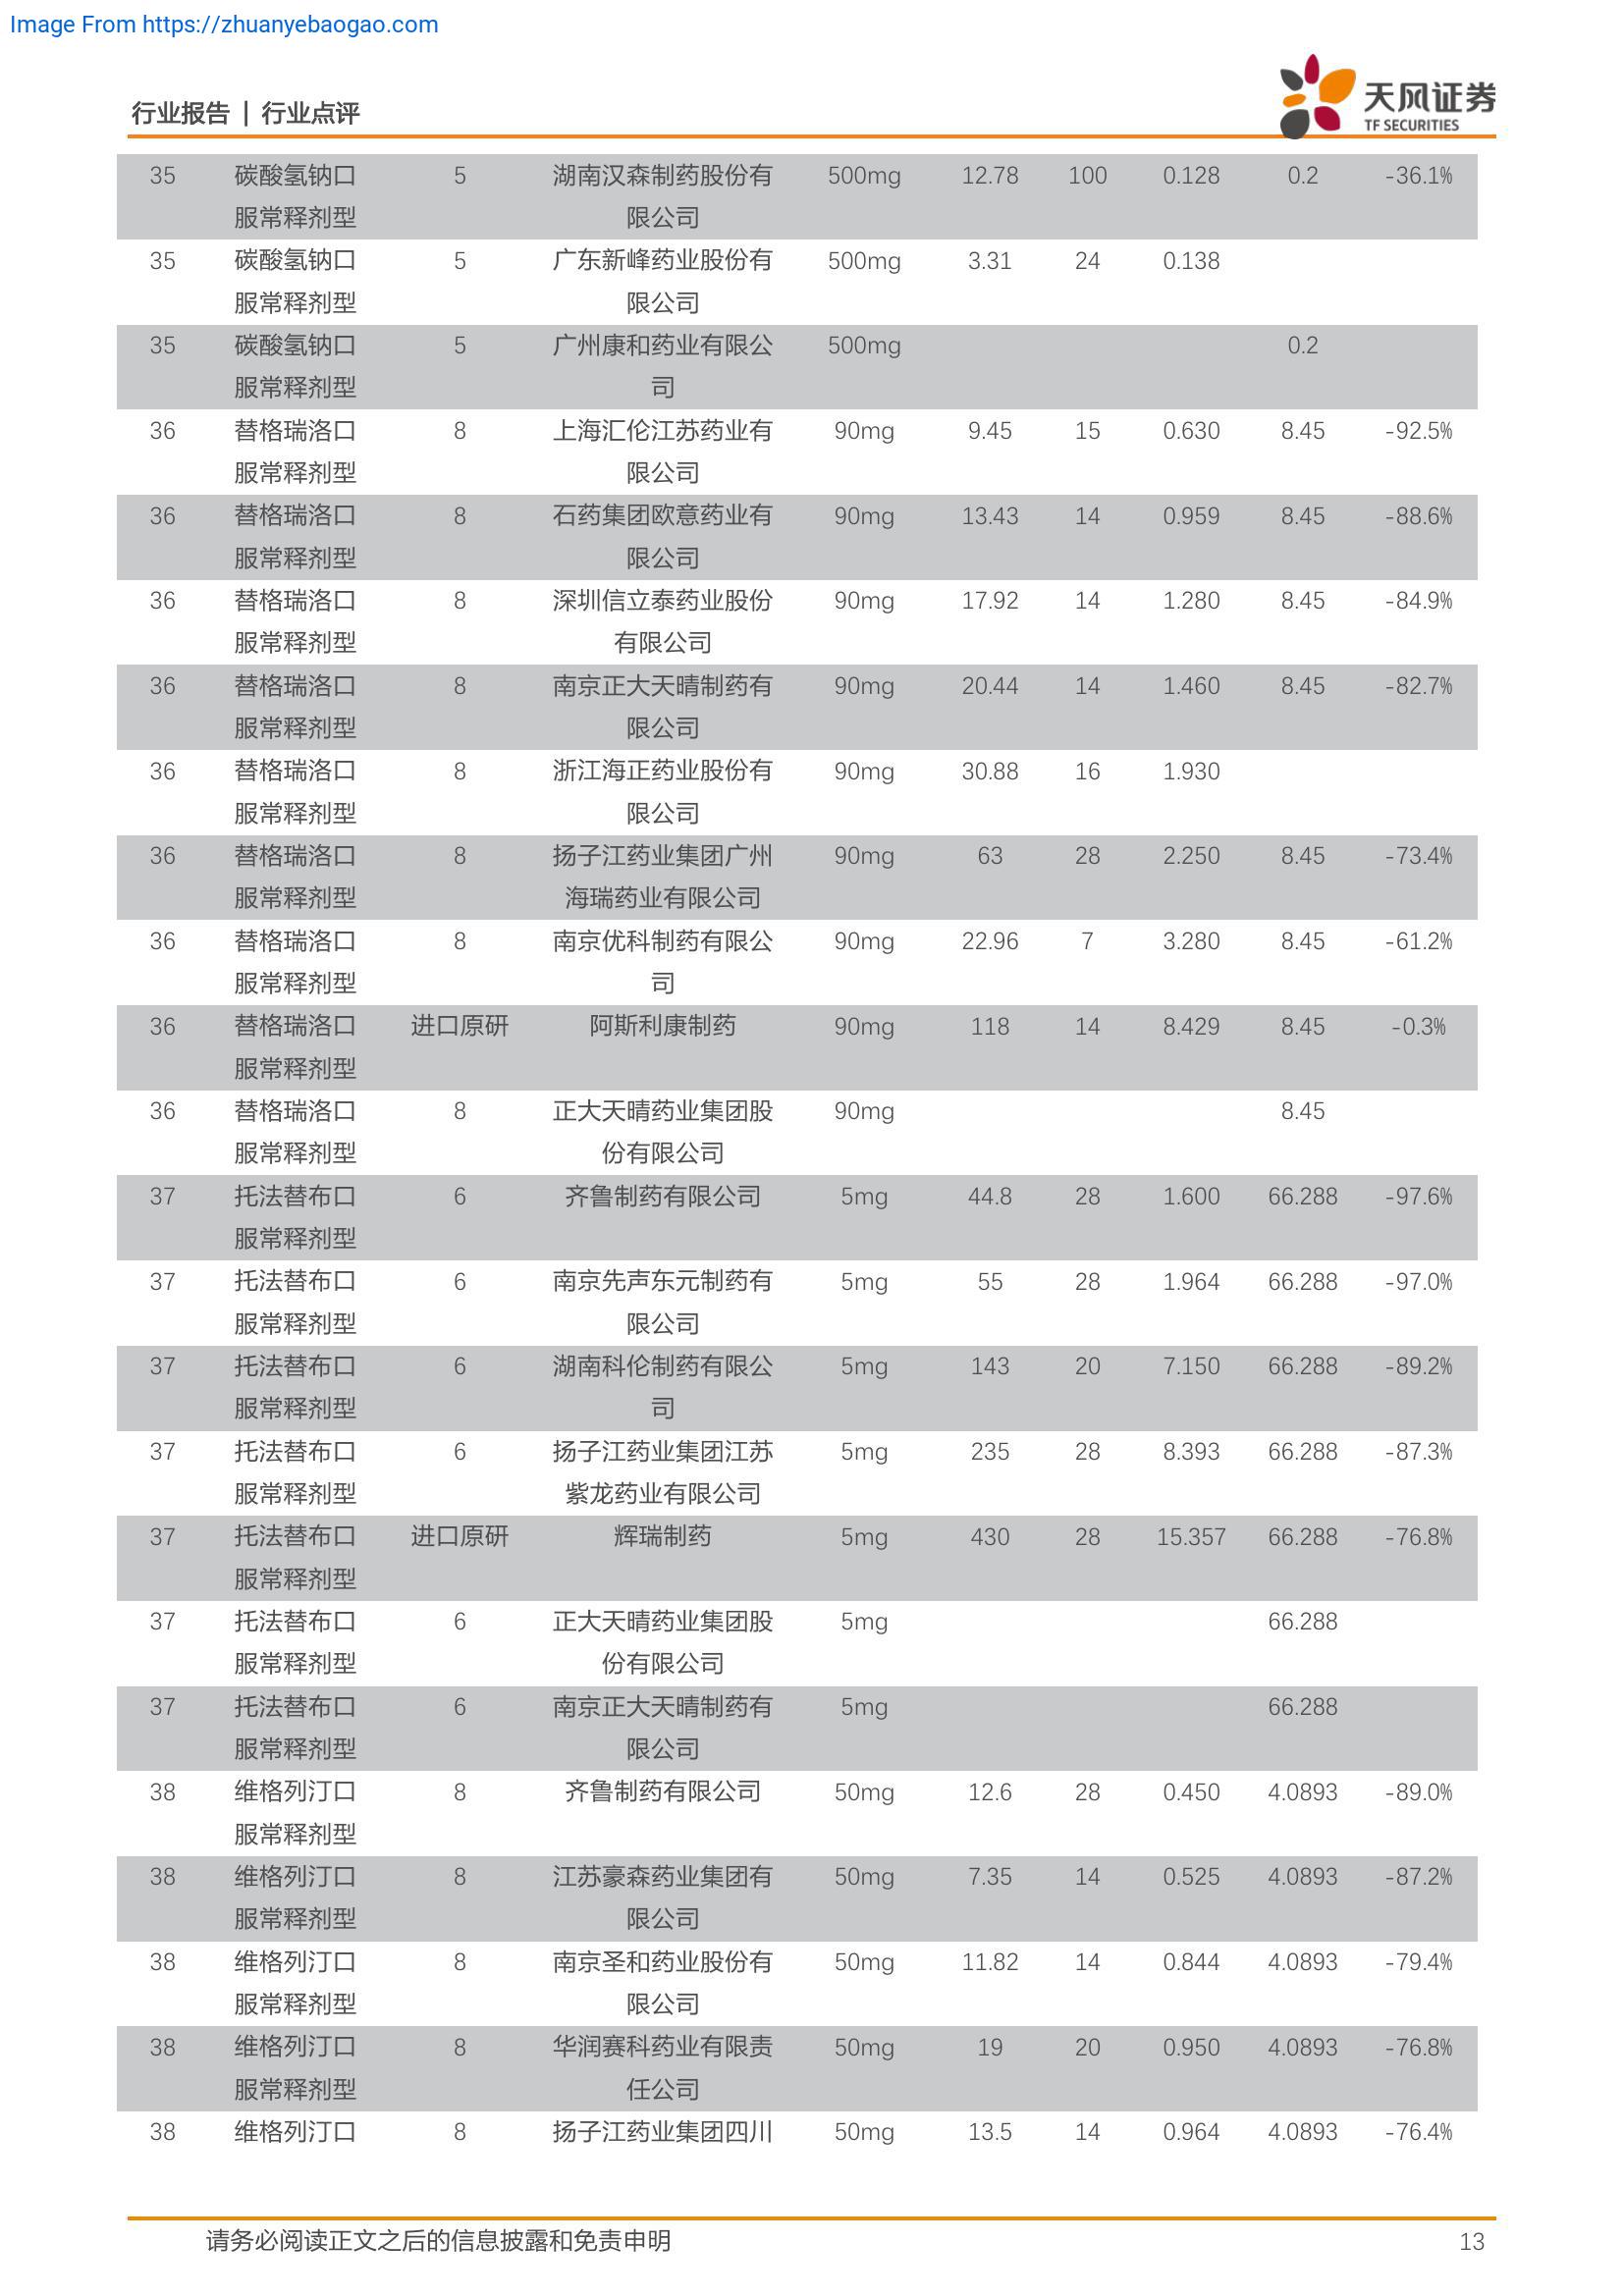 Image From https://zhuanyebaogao.com
行业报告 | 行业点评
天风证券
TF SECURITIES
35 碳酸氢钠口 5 湖南汉森制药股份有 500mg 12.78 100 0.128 0.2 -36.1%
服常释剂型 限公司
35 碳酸氢钠口 5 广东新峰药业股份有 500mg 3.31 24 0.138
服常释剂型 限公司
35 碳酸氢钠口 5 广州康和药业有限公 500mg 0.2
服常释剂型 司
36 替格瑞洛口 8 上海汇伦江苏药业有 90mg 9.45 15 0.630 8.45 -92.5%
服常释剂型 限公司
36 替格瑞洛口 8 石药集团欧意药业有 90mg 13.43 14 0.959 8.45 -88.6%
服常释剂型 限公司
36 替格瑞洛口 8 深圳信立泰药业股份 90mg 17.92 14 1.280 8.45 -84.9%
服常释剂型 有限公司
36 替格瑞洛口 8 南京正大天晴制药有 90mg 20.44 14 1.460 8.45 -82.7%
服常释剂型 限公司
36 替格瑞洛口 8 浙江海正药业股份有 90mg 30.88 16 1.930
服常释剂型 限公司
36 替格瑞洛口 8 扬子江药业集团广州 90mg 63 28 2.250 8.45 -73.4%
服常释剂型 海瑞药业有限公司
36 替格瑞洛口 8 南京优科制药有限公 90mg 22.96 7 3.280 8.45 -61.2%
服常释剂型 司
36 替格瑞洛口 进口原研 阿斯利康制药 90mg 118 14 8.429 8.45 -0.3%
服常释剂型
36 替格瑞洛口 8 正大天晴药业集团股 90mg 8.45
服常释剂型 份有限公司
37 托法替布口 6 齐鲁制药有限公司 5mg 44.8 28 1.600 66.288 -97.6%
服常释剂型
37 托法替布口 6 南京先声东元制药有 5mg 55 28 1.964 66.288 -97.0%
服常释剂型 限公司
37 托法替布口 6 湖南科伦制药有限公 5mg 143 20 7.150 66.288 -89.2%
服常释剂型 司
37 托法替布口 6 扬子江药业集团江苏 5mg 235 28 8.393 66.288 -87.3%
服常释剂型 紫龙药业有限公司
37 托法替布口 进口原研 辉瑞制药 5mg 430 28 15.357 66.288 -76.8%
服常释剂型
37 托法替布口 6 正大天晴药业集团股 5mg 66.288
服常释剂型 份有限公司
37 托法替布口 6 南京正大天晴制药有 5mg 66.288
服常释剂型 限公司
38 维格列汀口 8 齐鲁制药有限公司 50mg 12.6 28 0.450 4.0893 -89.0%
服常释剂型
38 维格列汀口 8 江苏豪森药业集团有 50mg 7.35 14 0.525 4.0893 -87.2%
服常释剂型 限公司
38 维格列汀口 8 南京圣和药业股份有 50mg 11.82 14 0.844 4.0893 -79.4%
服常释剂型 限公司
38 维格列汀口 8 华润赛科药业有限责 50mg 19 20 0.950 4.0893 -76.8%
服常释剂型 任公司
38 维格列汀口 8 扬子江药业集团四川 50mg 13.5 14 0.964 4.0893 -76.4%
请务必阅读正文之后的信息披露和免责申明 13